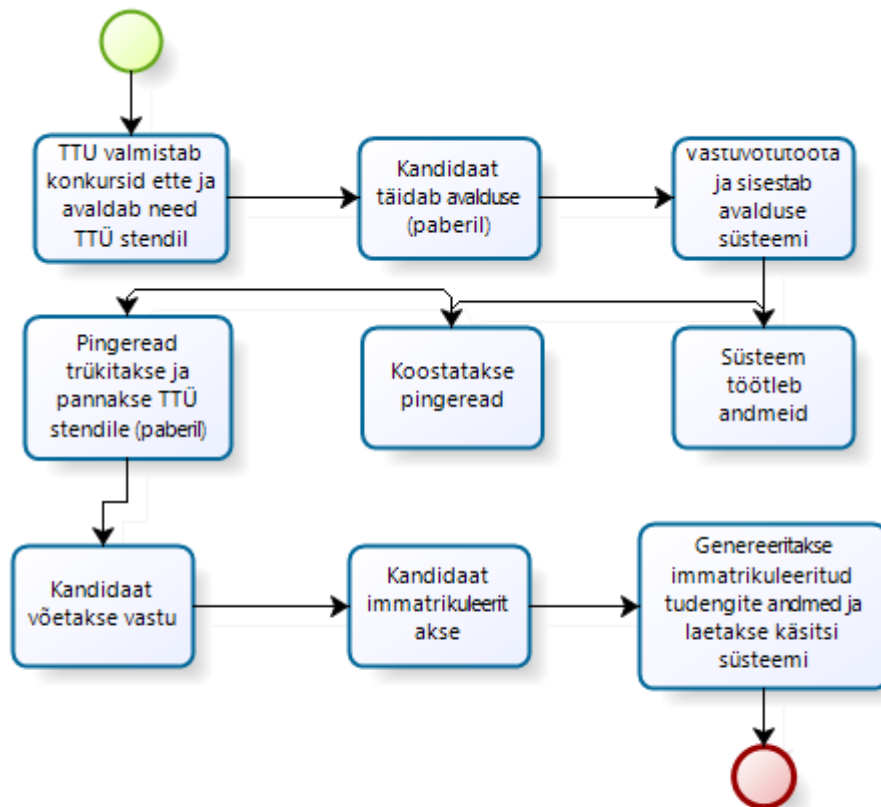 TTU valmistab
konkursid ette ja
avaldab need
TTÜ stendil
Kandidaat
täidab avalduse
(paberil)
Vastuvõtutööta
ja sisestab
avalduse
süsteemi
Pingeread
trükitakse ja
pannakse TTÜ
stendile (paberil)
Koostatakse
pingeread
Süsteem
töötleb
andmeid
Kandidaat
võetakse vastu
Kandidaat
immatrikuleerit
akse
Genereeritakse
immatrikuleeritud
tudengite andmed ja
laetakse käsitsi
süsteemi